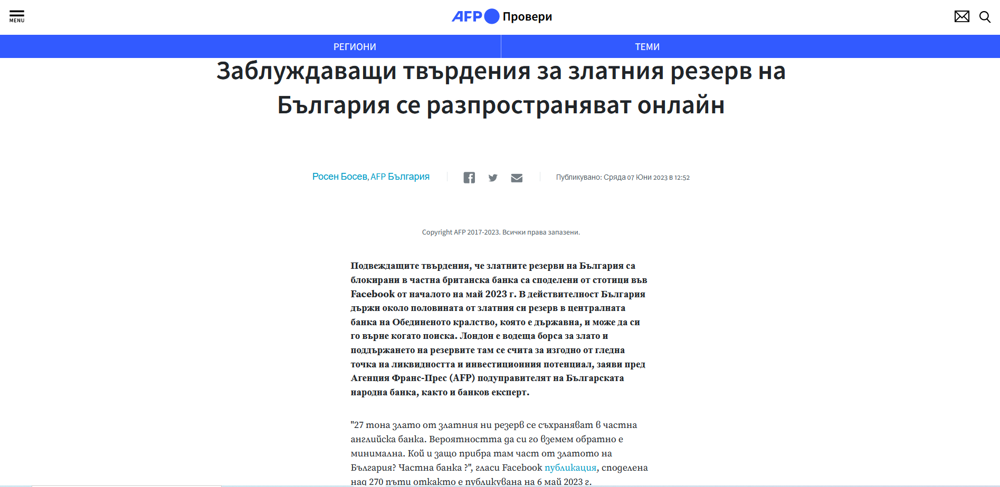 MENU
AFP Провери
РЕГИОНИ
ТЕМИ
Заблуждаващи твърдения за златния резерв на
България се разпространяват онлайн
Росен Босев, AFP България
Публикувано: Сряда 07 Юни 2023 в 12:52
Copyright AFP 2017-2023. Всички права запазени.
Подвеждащите твърдения, че златните резерви на България са
блокирани в частна британска банка са споделени от стотици във
Facebook от началото на май 2023 г. В действителност България
държи около половината от златния си резерв в централната
банка на Обединеното кралство, която е държавна, и може да си
го върне когато поиска. Лондон е водеща борса за злато и
поддържането на резервите там се счита за изгодно от гледна
точка на ликвидността и инвестиционния потенциал, заяви пред
Агенция Франс-Прес (AFP) подуправителят на Българската
народна банка, както и банков експерт.
"27 тона злато от златния ни резерв се съхраняват в частна
английска банка. Вероятността да си го вземем обратно е
минимална. Кой и защо прибра там част от златото на
България? Частна банка ?", гласи Facebook публикация, споделена
над 270 пъти откакто е публикувана на 6 май 2023 г.